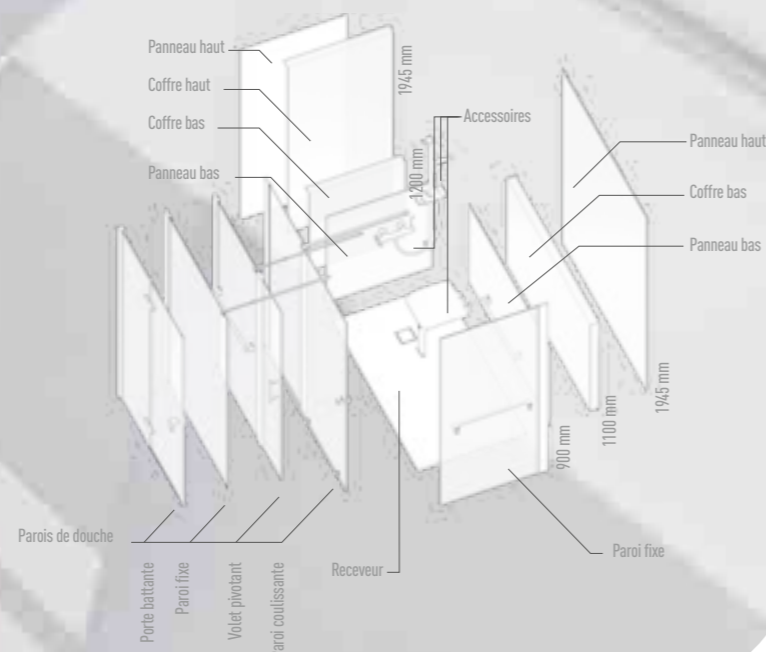 Panneau haut
Coffre haut
Coffre bas
Panneau bas
1945 mm
1200 mm
Accessoires
Panneau haut
Coffre bas
Panneau bas
1945 mm
1100 mm
900 mm
Paroi fixe
Receveur
Parois de douche
Porte battante
Paroi fixe
Volet pivotant
aroi coulissante